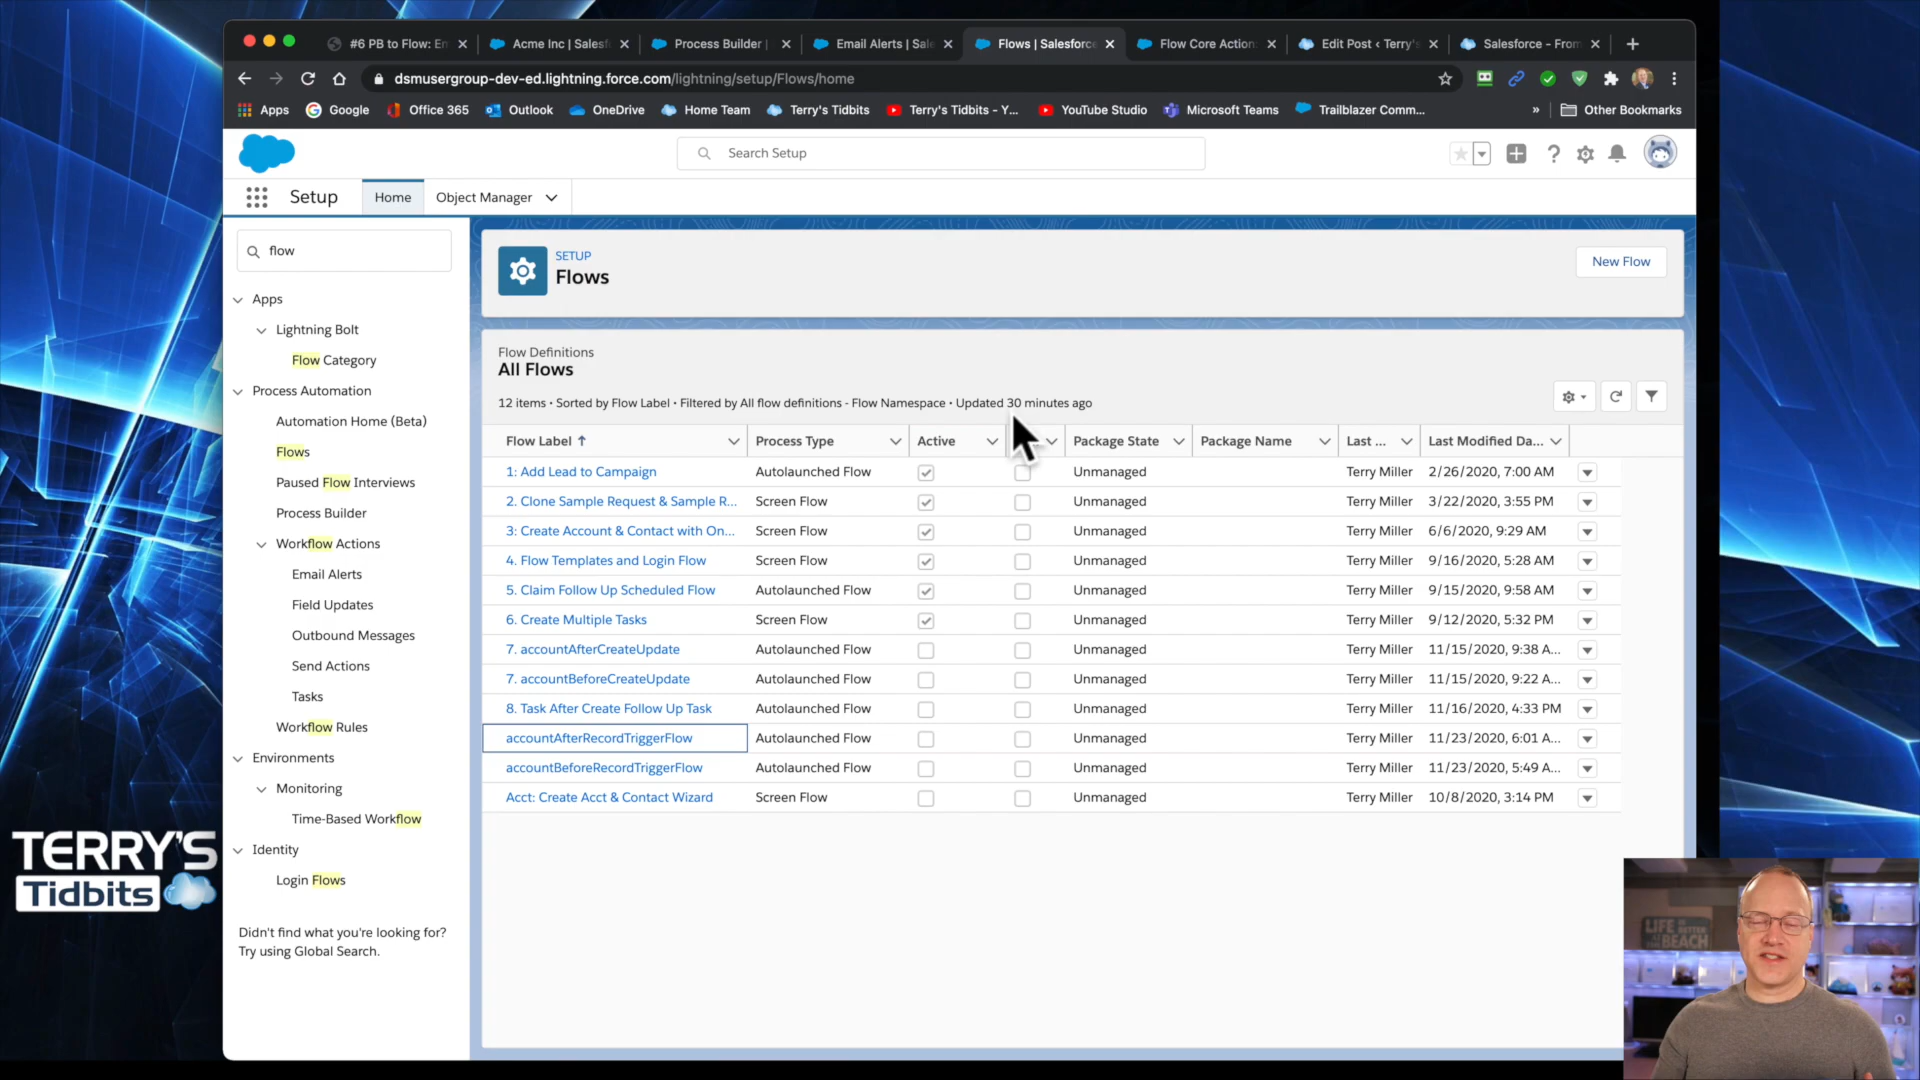 #6 PB to Flow: En
Acme Inc | Salesf
Process Builder |
Email Alerts | Sale
Flows | Salesforce
Flow Core Action
Edit Post ‹ Terry's
Salesforce – From
dsmusergroup-dev-ed.lightning.force.com/lightning/setup/Flows/home
Apps
Google
Office 365
Outlook
OneDrive
Home Team
Terry's Tidbits
Terry's Tidbits - Y...
YouTube Studio
Microsoft Teams
Trailblazer Comm...
»
Other Bookmarks
Search Setup
Setup
Home
Object Manager
flow
Apps
Lightning Bolt
Flow Category
Process Automation
Automation Home (Beta)
Flows
Paused Flow Interviews
Process Builder
Workflow Actions
Email Alerts
Field Updates
Outbound Messages
Send Actions
Tasks
Workflow Rules
Environments
Monitoring
Time-Based Workflow
Identity
Login Flows
Didn't find what you're looking for?
Try using Global Search.
SETUP
Flows
New Flow
Flow Definitions
All Flows
12 items • Sorted by Flow Label • Filtered by All flow definitions - Flow Namespace • Updated 30 minutes ago
Flow Label ↑ Process Type Active Package State Package Name Last ... Last Modified Da...
1: Add Lead to Campaign Autolaunched Flow Unmanaged Terry Miller 2/26/2020, 7:00 AM
2. Clone Sample Request & Sample R... Screen Flow Unmanaged Terry Miller 3/22/2020, 3:55 PM
3: Create Account & Contact with On... Screen Flow Unmanaged Terry Miller 6/6/2020, 9:29 AM
4. Flow Templates and Login Flow Screen Flow Unmanaged Terry Miller 9/16/2020, 5:28 AM
5. Claim Follow Up Scheduled Flow Autolaunched Flow Unmanaged Terry Miller 9/15/2020, 9:58 AM
6. Create Multiple Tasks Screen Flow Unmanaged Terry Miller 9/12/2020, 5:32 PM
7. accountAfterCreateUpdate Autolaunched Flow Unmanaged Terry Miller 11/15/2020, 9:38 A...
7. accountBeforeCreateUpdate Autolaunched Flow Unmanaged Terry Miller 11/15/2020, 9:22 A...
8. Task After Create Follow Up Task Autolaunched Flow Unmanaged Terry Miller 11/16/2020, 4:33 PM
accountAfterRecordTriggerFlow Autolaunched Flow Unmanaged Terry Miller 11/23/2020, 6:01 A...
accountBeforeRecordTriggerFlow Autolaunched Flow Unmanaged Terry Miller 11/23/2020, 5:49 A...
Acct: Create Acct & Contact Wizard Screen Flow Unmanaged Terry Miller 10/8/2020, 3:14 PM
TERRY'S
Tidbits
LIFE IS
BETTER
AT THE
BEACH